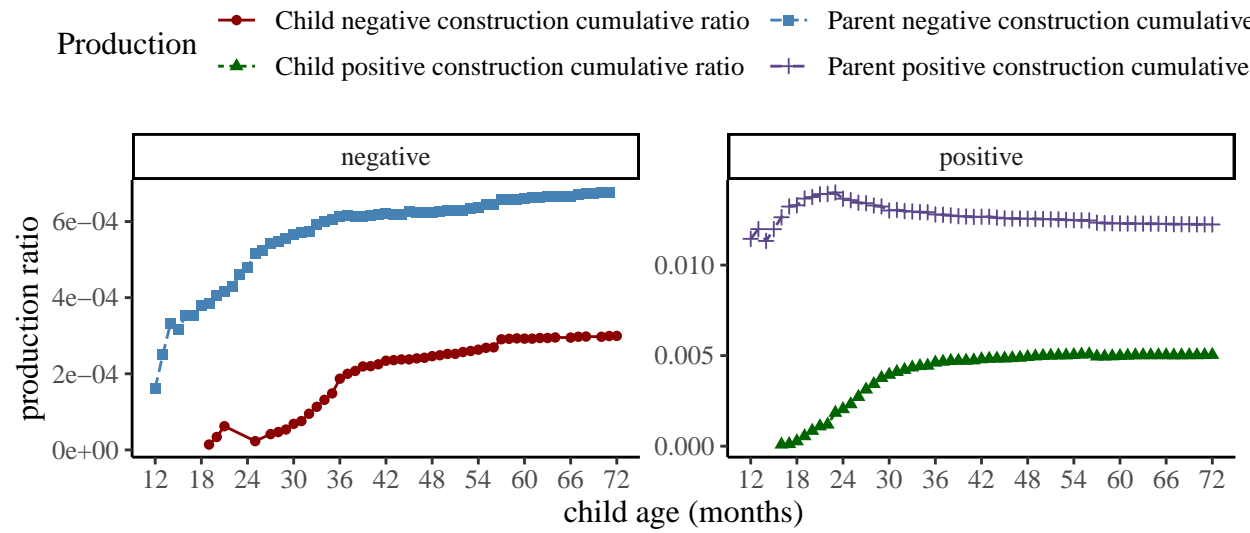 Production
Child negative construction cumulative ratio
Parent negative construction cumulative
Child positive construction cumulative ratio
Parent positive construction cumulative
negative
positive
production ratio
6e−04
4e−04
2e−04
0e+00
12 18 24 30 36 42 48 54 60 66 72
0.010
0.005
0.000
12 18 24 30 36 42 48 54 60 66 72
child age (months)